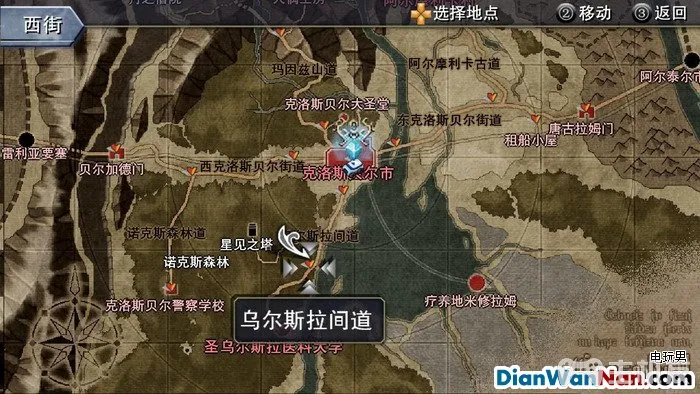 西街
选择地点 ②移动 ③返回
玛因兹山道
阿尔摩利卡古道
阿尔泰尔市
克洛斯贝尔大圣堂
东克洛斯贝尔街道
唐古拉姆门
租船小屋
雷利亚要塞
贝尔加德门
西克洛斯贝尔街道
克洛斯贝尔市
诺克斯森林道
星见之塔
斯拉间道
诺克斯森林
克洛斯贝尔警察学校
疗养地米修拉姆
乌尔斯拉间道
圣乌尔斯拉医科大学
电玩男
DianWanNan.com